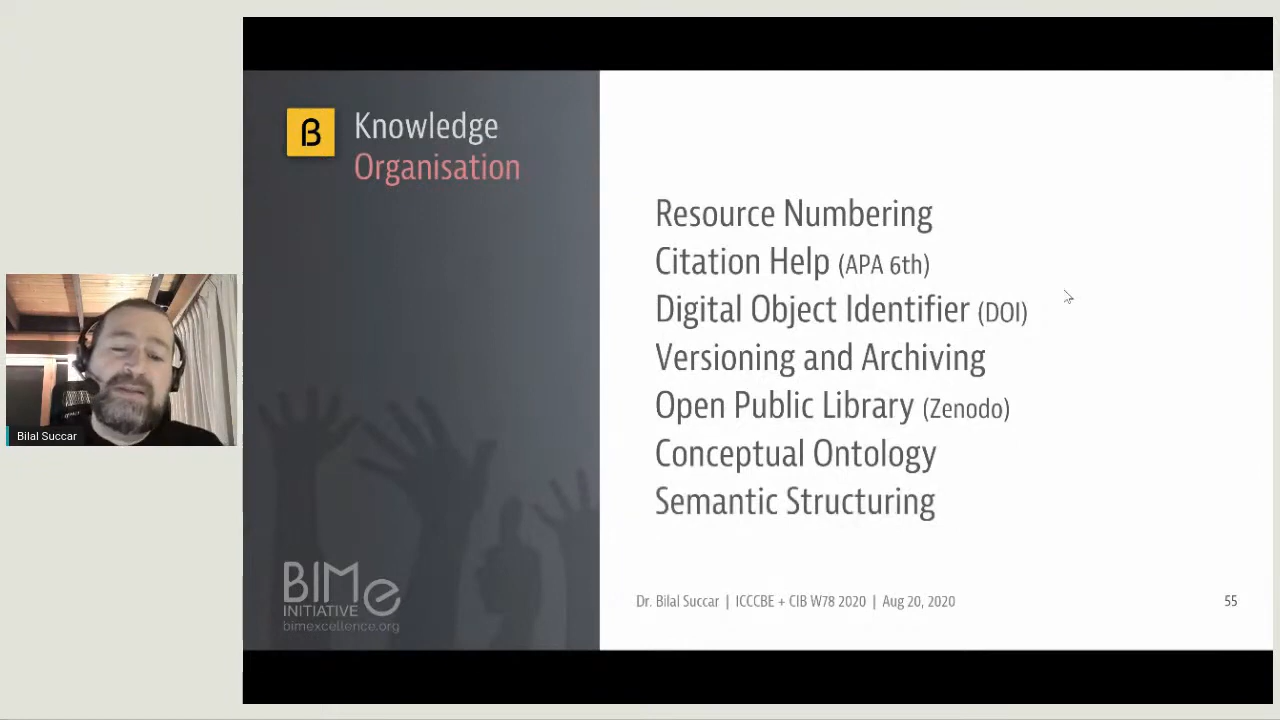 ß
Knowledge
Organisation
Resource Numbering
Citation Help (APA 6th)
Digital Object Identifier (DOI)
Versioning and Archiving
Open Public Library (Zenodo)
Conceptual Ontology
Semantic Structuring
Bilal Succar
BIMe
INITIATIVE
bimexcellence.org
Dr. Bilal Succar | ICCCBE + CIB W78 2020 | Aug 20, 2020
55